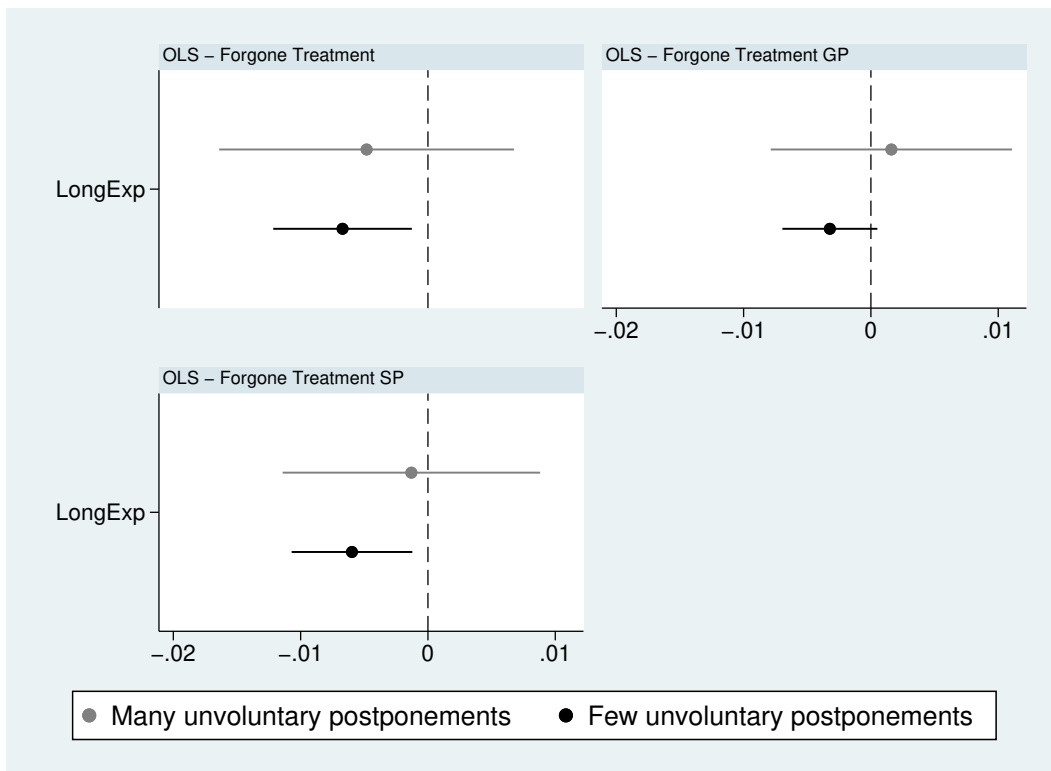 OLS − Forgone Treatment
OLS − Forgone Treatment GP
LongExp
−.02 −.01 0 .01
OLS − Forgone Treatment SP
LongExp
−.02 −.01 0 .01
Many unvoluntary postponements
Few unvoluntary postponements